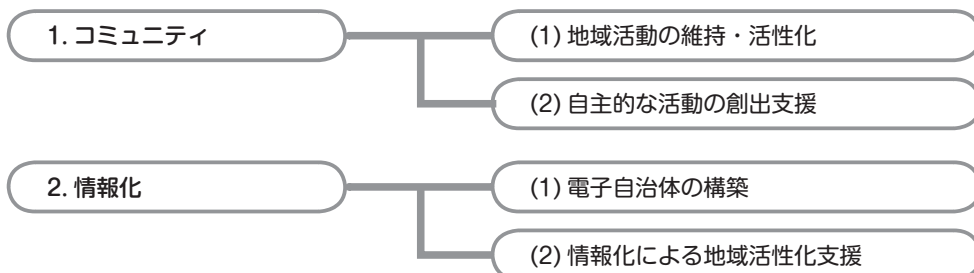 1. コミュニティ
(1) 地域活動の維持・活性化
(2) 自主的な活動の創出支援
2. 情報化
(1) 電子自治体の構築
(2) 情報化による地域活性化支援